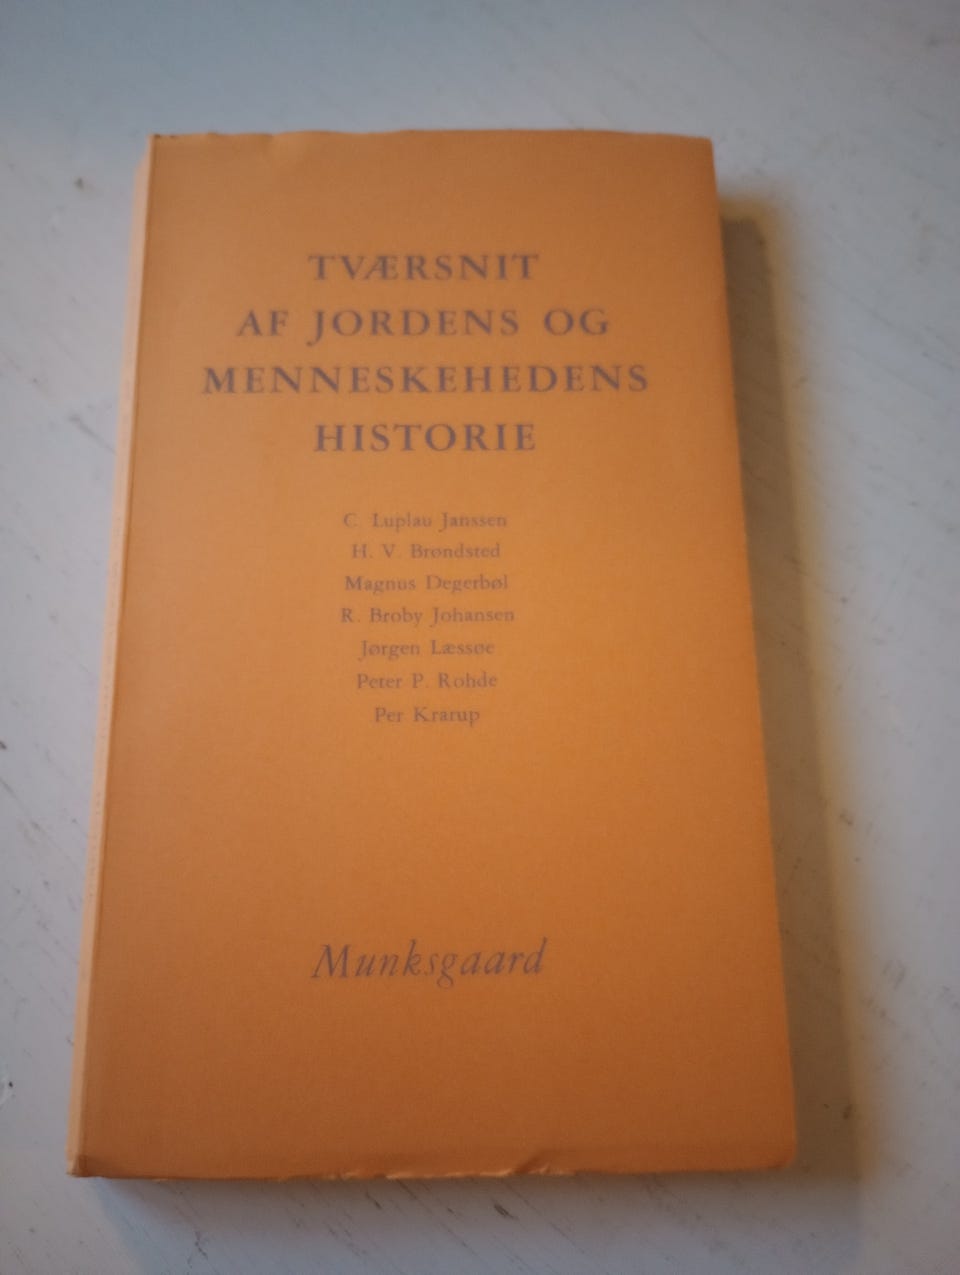 TVÆRSNIT
AF JORDENS OG
MENNESKEHEDENS
HISTORIE
C. Luplau Janssen
H. V. Brøndsted
Magnus Degerbøl
R. Broby Johansen
Jørgen Læssøe
Peter P. Rohde
Per Krarup
Munksgaard